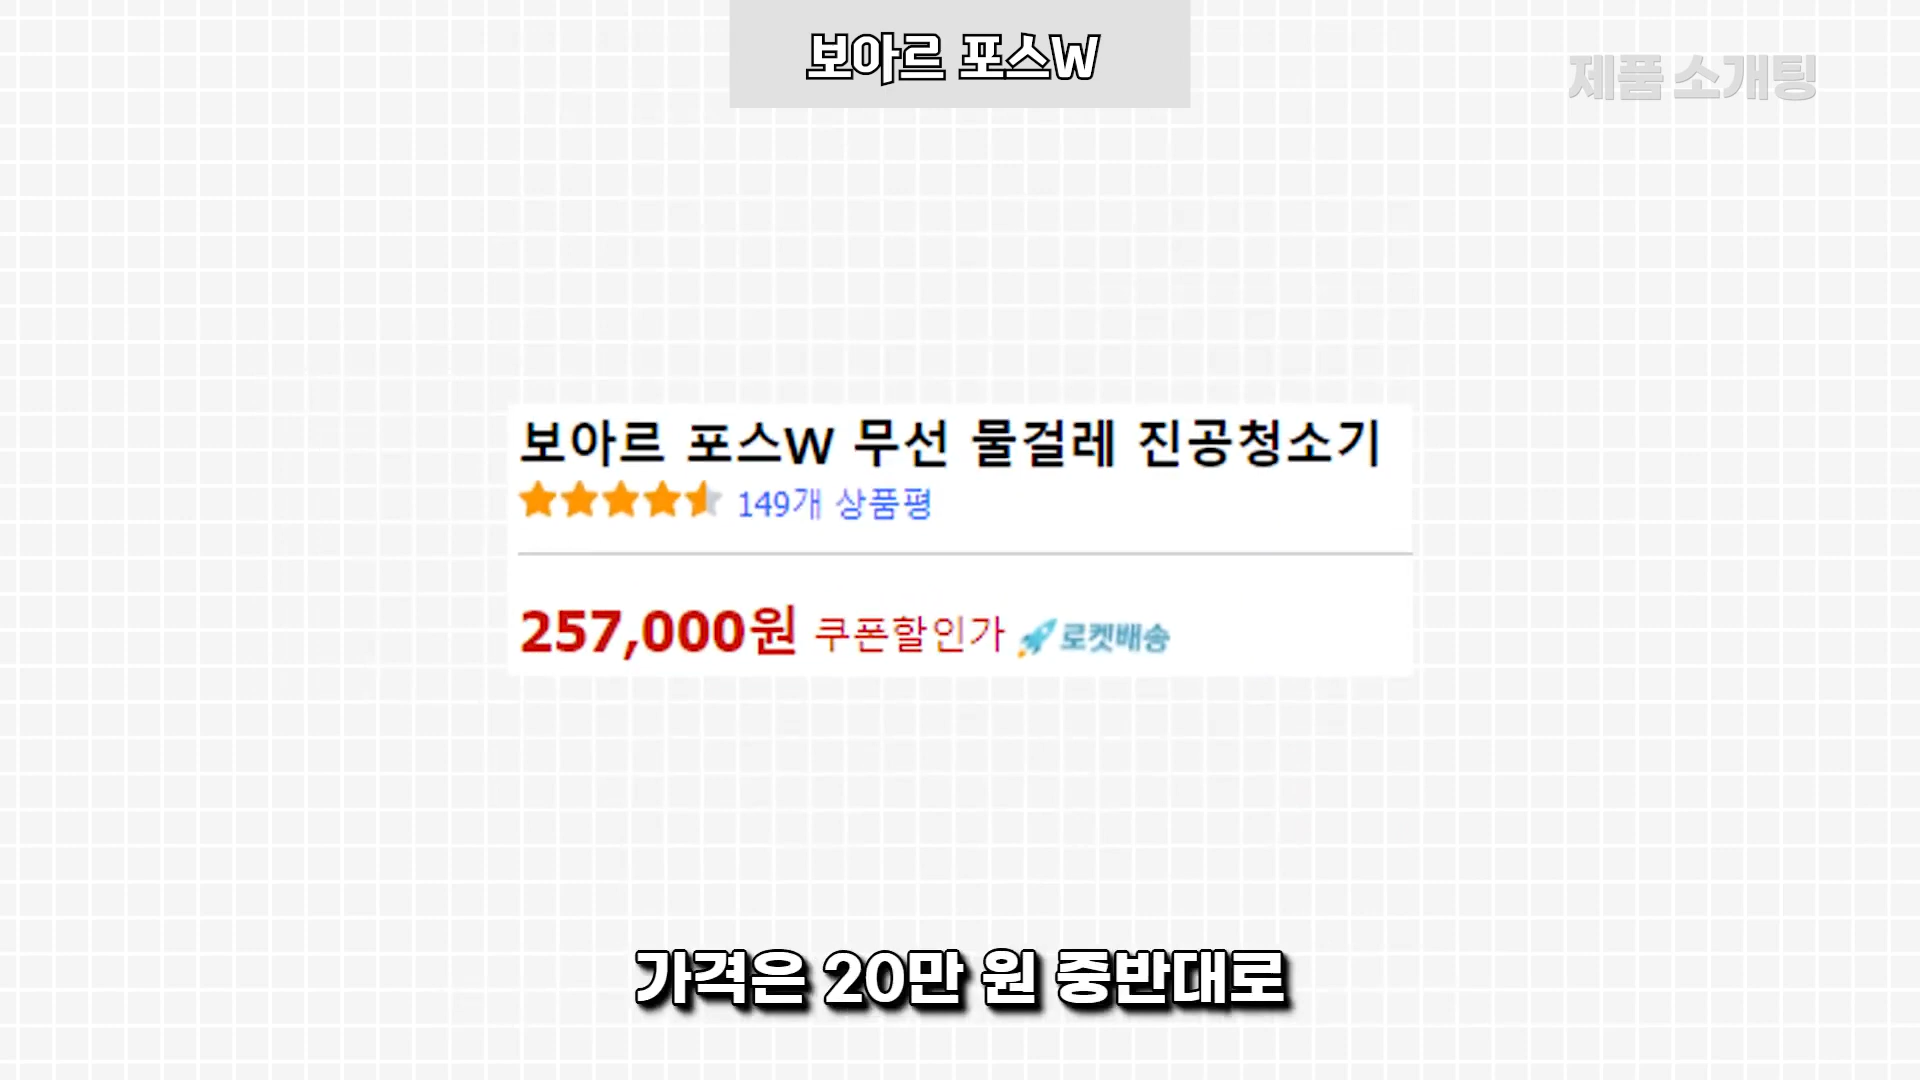 보아르 포스W
제품 소개팅
보아르 포스W 무선 물걸레 진공청소기
149개 상품평
257,000원 쿠폰할인가 로켓배송
가격은 20만 원 중반대로